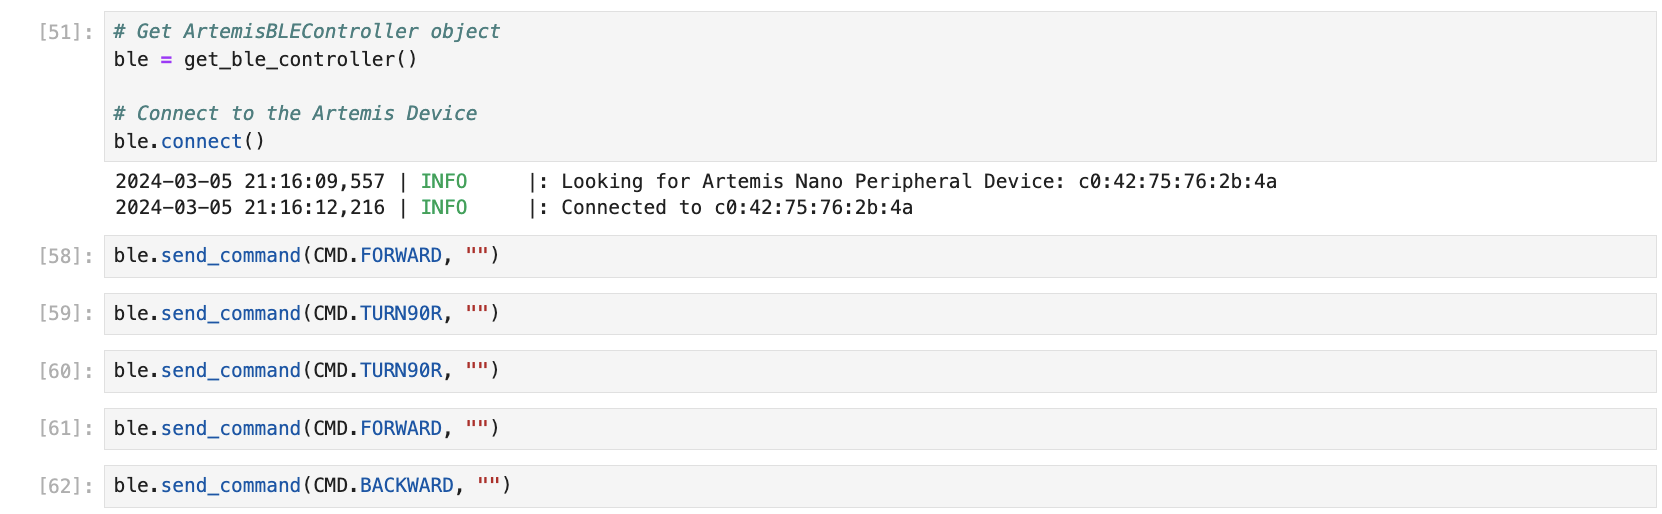 [51]: # Get ArtemisBLEController object
ble = get_ble_controller()
# Connect to the Artemis Device
ble.connect()
2024-03-05 21:16:09,557 | INFO     |: Looking for Artemis Nano Peripheral Device: c0:42:75:76:2b:4a
2024-03-05 21:16:12,216 | INFO     |: Connected to c0:42:75:76:2b:4a
[58]: ble.send_command(CMD.FORWARD, "")
[59]: ble.send_command(CMD.TURN90R, "")
[60]: ble.send_command(CMD.TURN90R, "")
[61]: ble.send_command(CMD.FORWARD, "")
[62]: ble.send_command(CMD.BACKWARD, "")